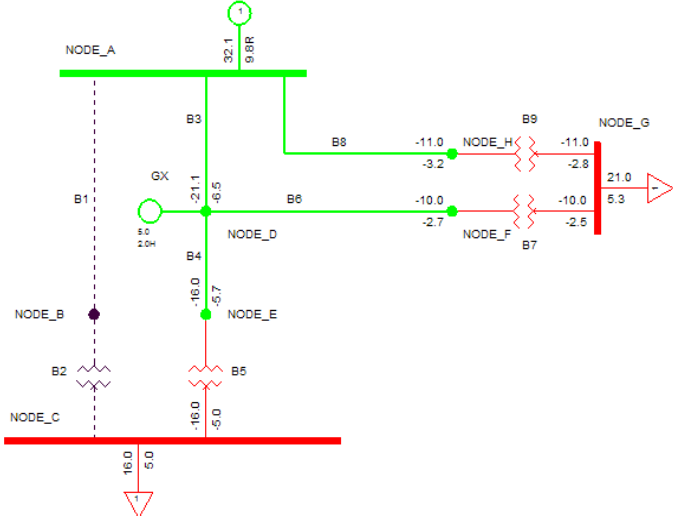 1
32.1
9.8R
NODE_A
B3
B8
-11.0
-3.2
NODE_H
B9
-11.0
-2.8
NODE_G
GX
-21.1
-6.5
B1
B6
-10.0
-2.7
NODE_F
B7
-10.0
-2.5
21.0
5.3
1
5.0
2.0H
NODE_D
B4
-16.0
-5.7
NODE_B
NODE_E
B2
B5
-16.0
-5.0
NODE_C
16.0
5.0
1